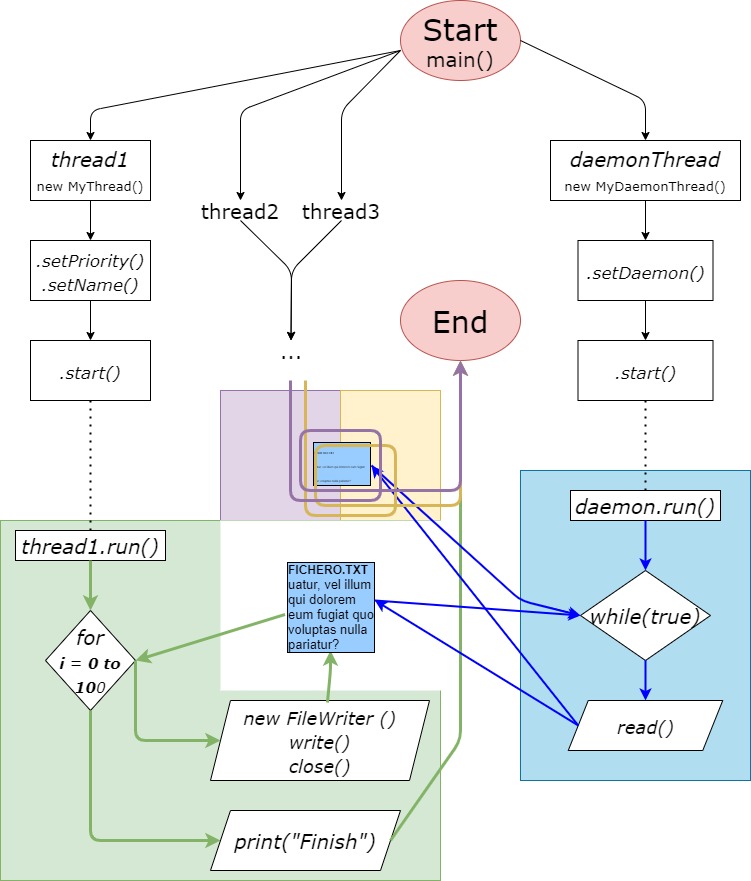 Start
main()
thread1
new MyThread()
daemonThread
new MyDaemonThread()
thread2
thread3
.setPriority()
.setName()
.setDaemon()
End
...
.start()
.start()
daemon.run()
thread1.run()
FICHERO.TXT
uatur, vel illum
qui dolorem
eum fugiat quo
voluptas nulla
pariatur?
while(true)
for
i = 0 to
100
new FileWriter ()
write()
close()
read()
print("Finish")